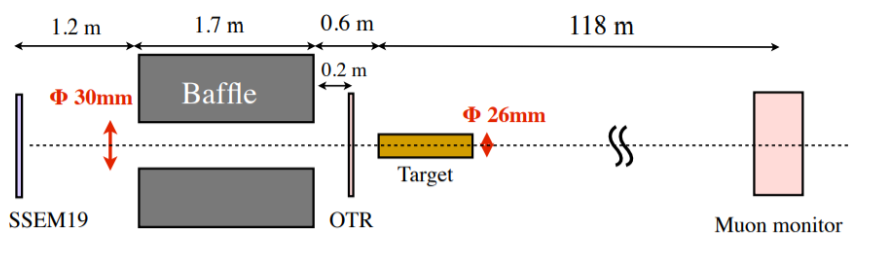 1.2 m
1.7 m
0.6 m
118 m
0.2 m
Φ 30mm
Baffle
Φ 26mm
Target
SSEM19
OTR
Muon monitor